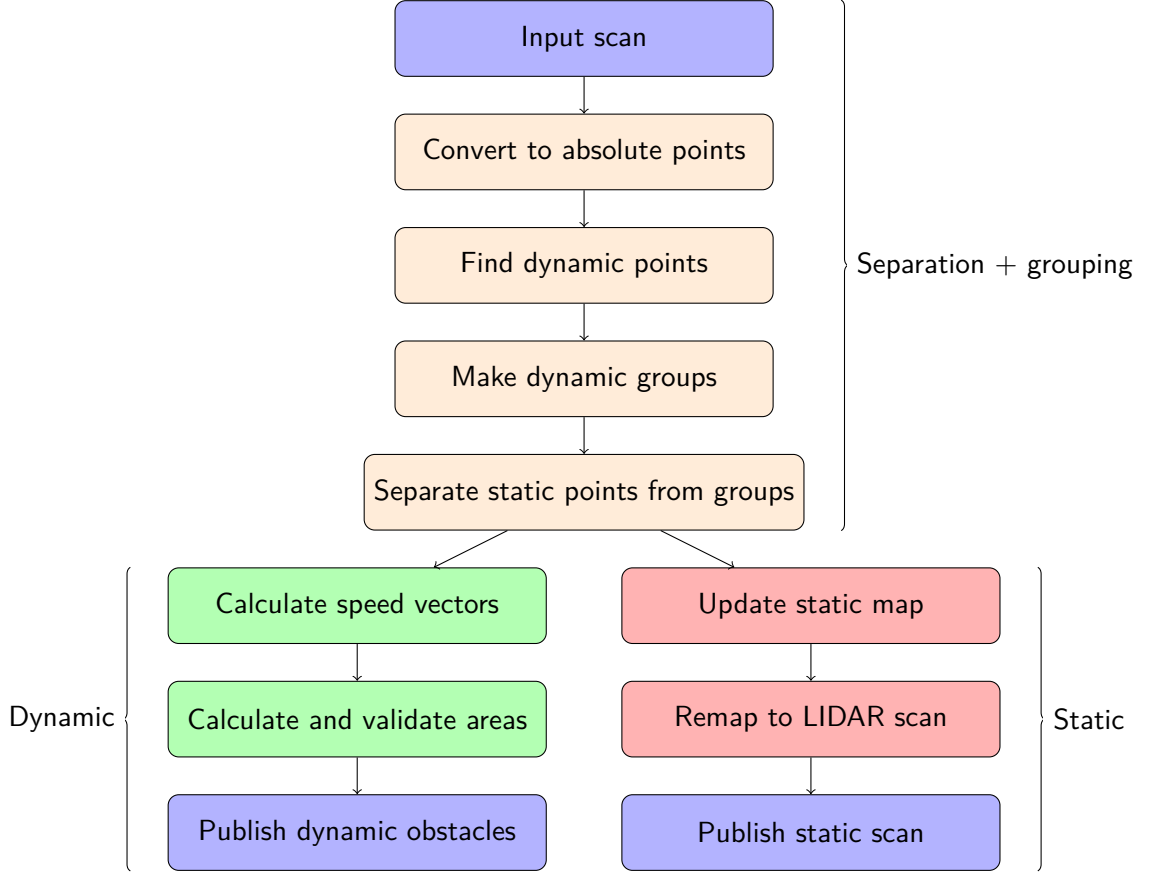 Input scan
Convert to absolute points
Find dynamic points
Separation + grouping
Make dynamic groups
Separate static points from groups
Calculate speed vectors
Update static map
Dynamic
Calculate and validate areas
Remap to LIDAR scan
Static
Publish dynamic obstacles
Publish static scan